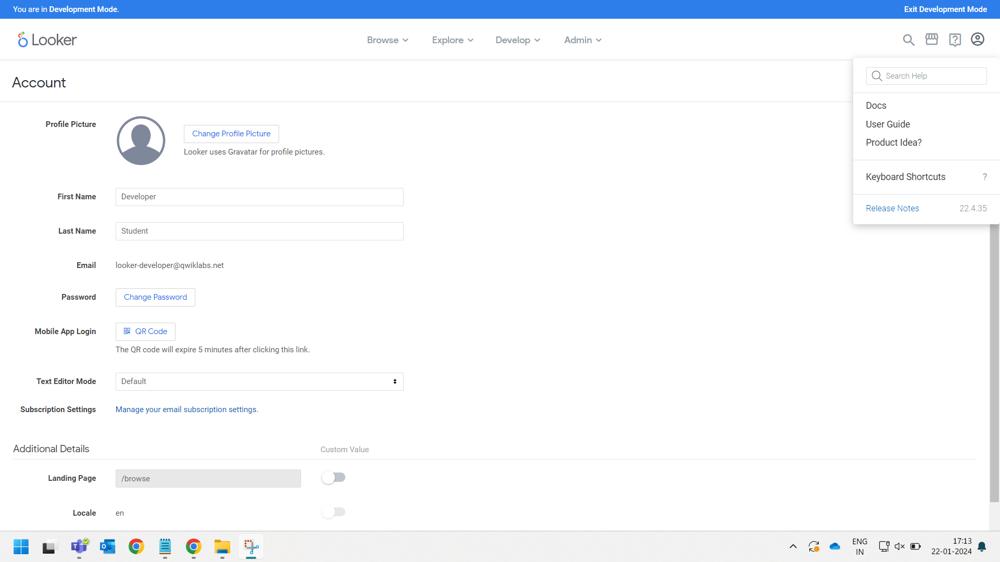 You are in Development Mode.
Exit Development Mode
Looker
Browse
Explore
Develop
Admin
Account
Search Help
Docs
User Guide
Product Idea?
Keyboard Shortcuts ?
Release Notes 22.4.35
Profile Picture
Change Profile Picture
Looker uses Gravatar for profile pictures.
First Name
Developer
Last Name
Student
Email
looker-developer@qwiklabs.net
Password
Change Password
Mobile App Login
QR Code
The QR code will expire 5 minutes after clicking this link.
Text Editor Mode
Default
Subscription Settings
Manage your email subscription settings.
Additional Details
Custom Value
Landing Page
/browse
Locale
en
ENG
IN
17:13
22-01-2024